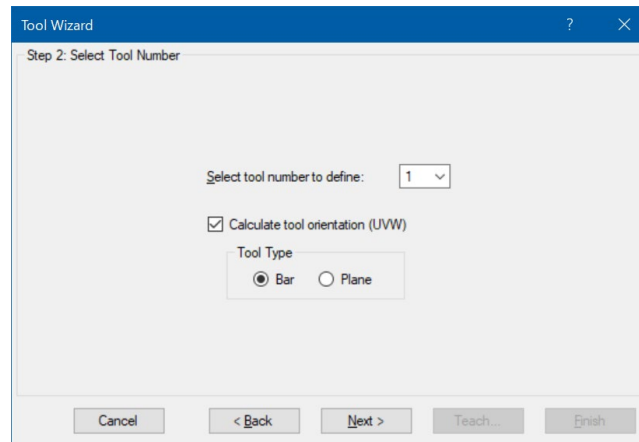 Tool Wizard ?
Step 2: Select Tool Number
Select tool number to define: 1
Calculate tool orientation (UVW)
Tool Type
Bar Plane
Cancel < Back Next > Teach... Finish